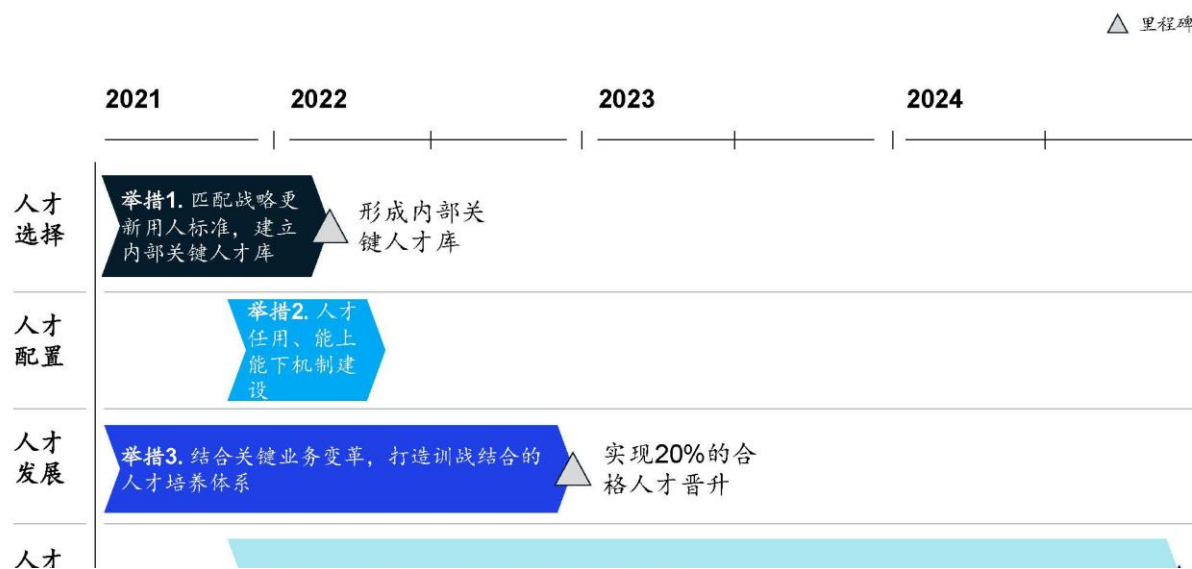 里程碑
2021 2022 2023 2024
人才
选择
举措1. 匹配战略更
新用人标准，建立
内部关键人才库
形成内部关
键人才库
人才
配置
举措2. 人才
任用、能上
能下机制建
设
人才
发展
举措3. 结合关键业务变革，打造训战结合的
人才培养体系
实现20%的合
格人才晋升
人才